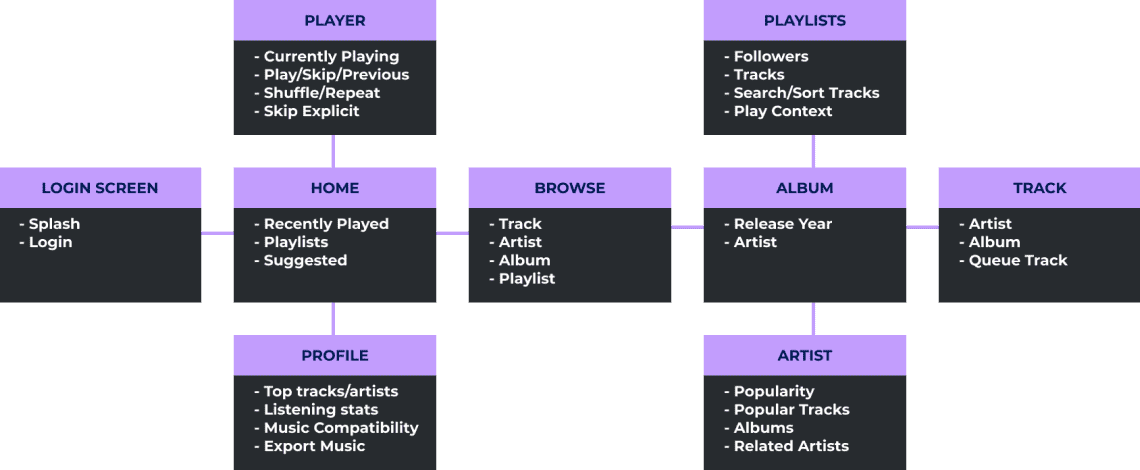 PLAYER
- Currently Playing
- Play/Skip/Previous
- Shuffle/Repeat
- Skip Explicit
PLAYLISTS
- Followers
- Tracks
- Search/Sort Tracks
- Play Context
LOGIN SCREEN
- Splash
- Login
HOME
- Recently Played
- Playlists
- Suggested
BROWSE
- Track
- Artist
- Album
- Playlist
ALBUM
- Release Year
- Artist
TRACK
- Artist
- Album
- Queue Track
PROFILE
- Top tracks/artists
- Listening stats
- Music Compatibility
- Export Music
ARTIST
- Popularity
- Popular Tracks
- Albums
- Related Artists